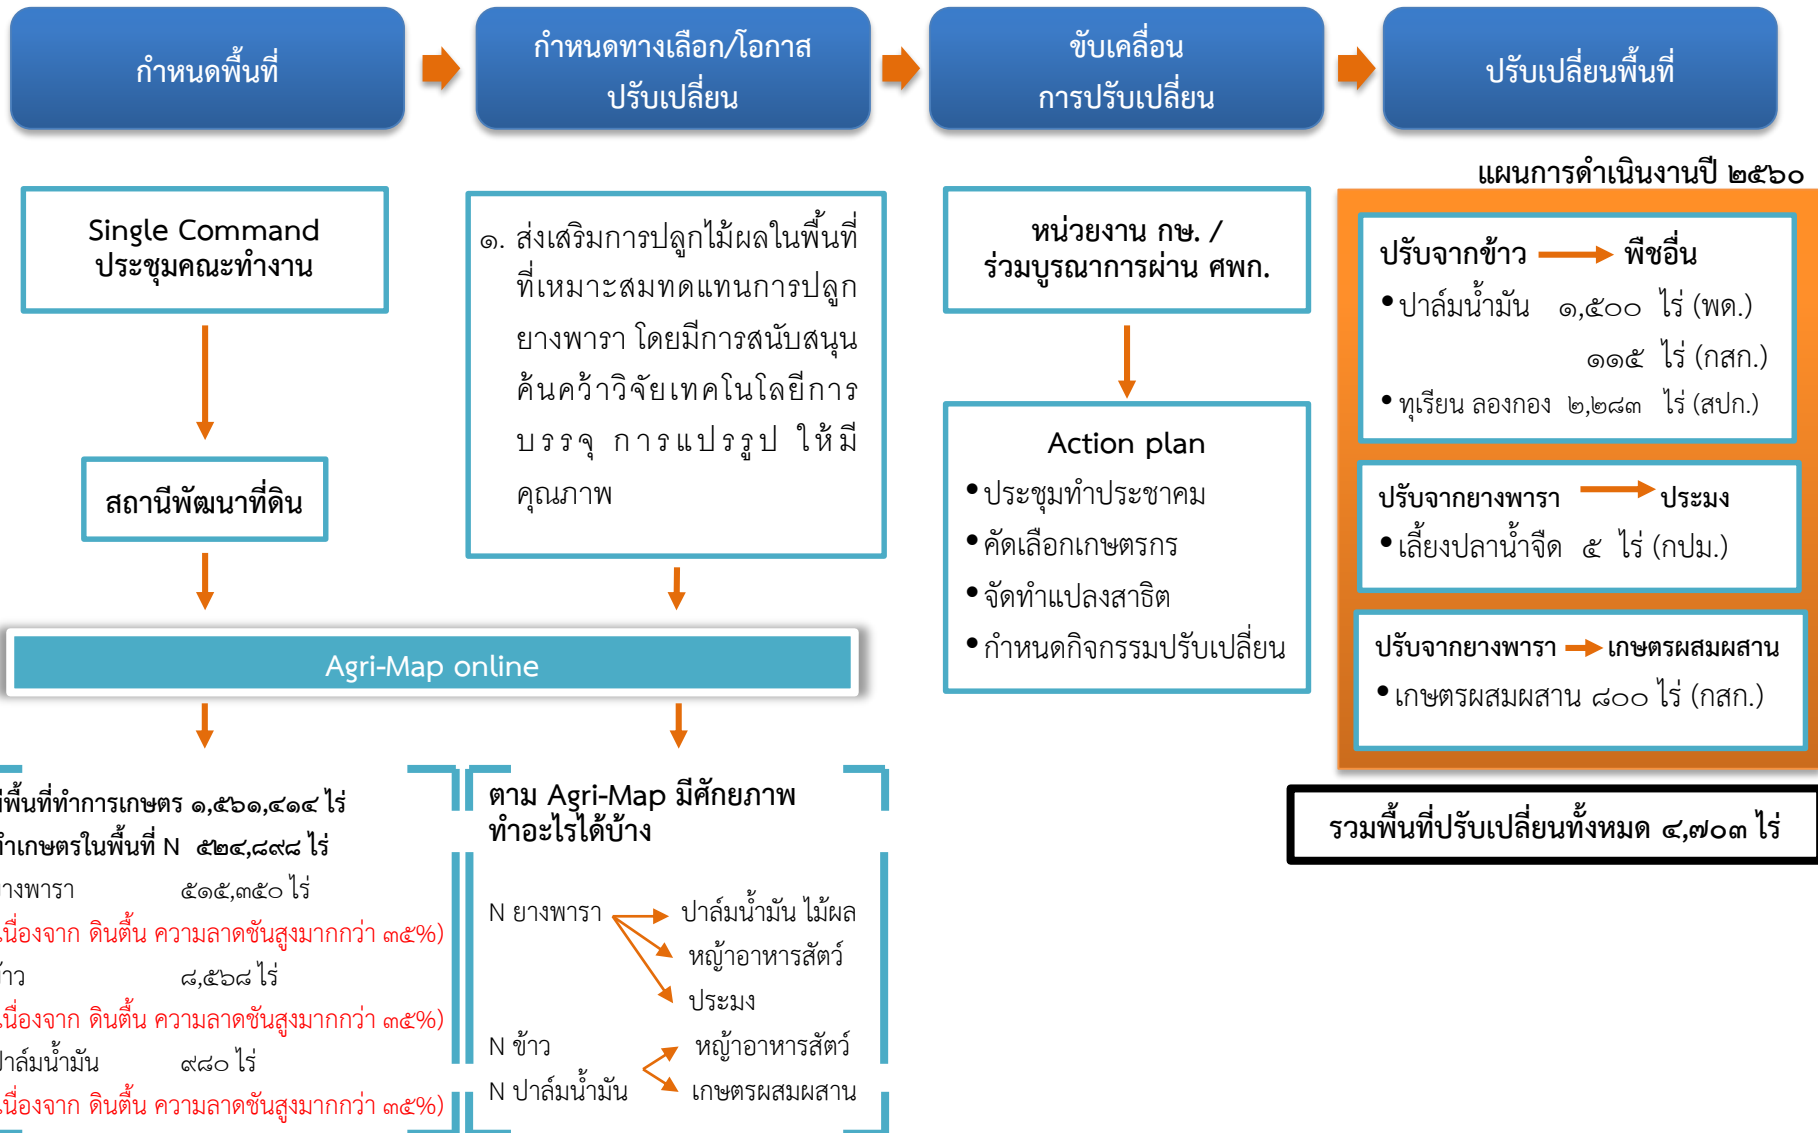 กำหนดพื้นที่
กำหนดทางเลือก/โอกาส
ปรับเปลี่ยน
ขับเคลื่อน
การปรับเปลี่ยน
ปรับเปลี่ยนพื้นที่
Single Command
ประชุมคณะทำงาน
สถานีพัฒนาที่ดิน
๑. ส่งเสริมการปลูกไม้ผลในพื้นที่
ที่เหมาะสมทดแทนการปลูก
ยางพารา โดยมีการสนับสนุน
ค้นคว้าวิจัยเทคโนโลยีการ
บรรจุ การแปรรูป ให้มี
คุณภาพ
Agri-Map online
มีพื้นที่ทำการเกษตร ๑,๕๖๑,๔๑๔ ไร่
ทำเกษตรในพื้นที่ N ๕๒๔,๘๙๘ ไร่
ยางพารา ๕๑๕,๓๕๐ ไร่
เนื่องจาก ดินตื้น ความลาดชันสูงมากกว่า ๓๕%)
ข้าว ๘,๕๖๘ ไร่
เนื่องจาก ดินตื้น ความลาดชันสูงมากกว่า ๓๕%)
ปาล์มน้ำมัน ๙๘๐ ไร่
เนื่องจาก ดินตื้น ความลาดชันสูงมากกว่า ๓๕%)
ตาม Agri-Map มีศักยภาพ
ทำอะไรได้บ้าง
N ยางพารา ปาล์มน้ำมัน ไม้ผล
หญ้าอาหารสัตว์
ประมง
N ข้าว หญ้าอาหารสัตว์
N ปาล์มน้ำมัน เกษตรผสมผสาน
หน่วยงาน กษ. /
ร่วมบูรณาการผ่าน ศพก.
Action plan
• ประชุมทำประชาคม
• คัดเลือกเกษตรกร
• จัดทำแปลงสาธิต
• กำหนดกิจกรรมปรับเปลี่ยน
แผนการดำเนินงานปี ๒๕๖๐
ปรับจากข้าว พืชอื่น
• ปาล์มน้ำมัน ๑,๕๐๐ ไร่ (พด.)
๑๑๕ ไร่ (กสก.)
• ทุเรียน ลองกอง ๒,๒๘๓ ไร่ (สปก.)
ปรับจากยางพารา ประมง
• เลี้ยงปลาน้ำจืด ๕ ไร่ (กปม.)
ปรับจากยางพารา เกษตรผสมผสาน
• เกษตรผสมผสาน ๘๐๐ ไร่ (กสก.)
รวมพื้นที่ปรับเปลี่ยนทั้งหมด ๔,๗๐๓ ไร่